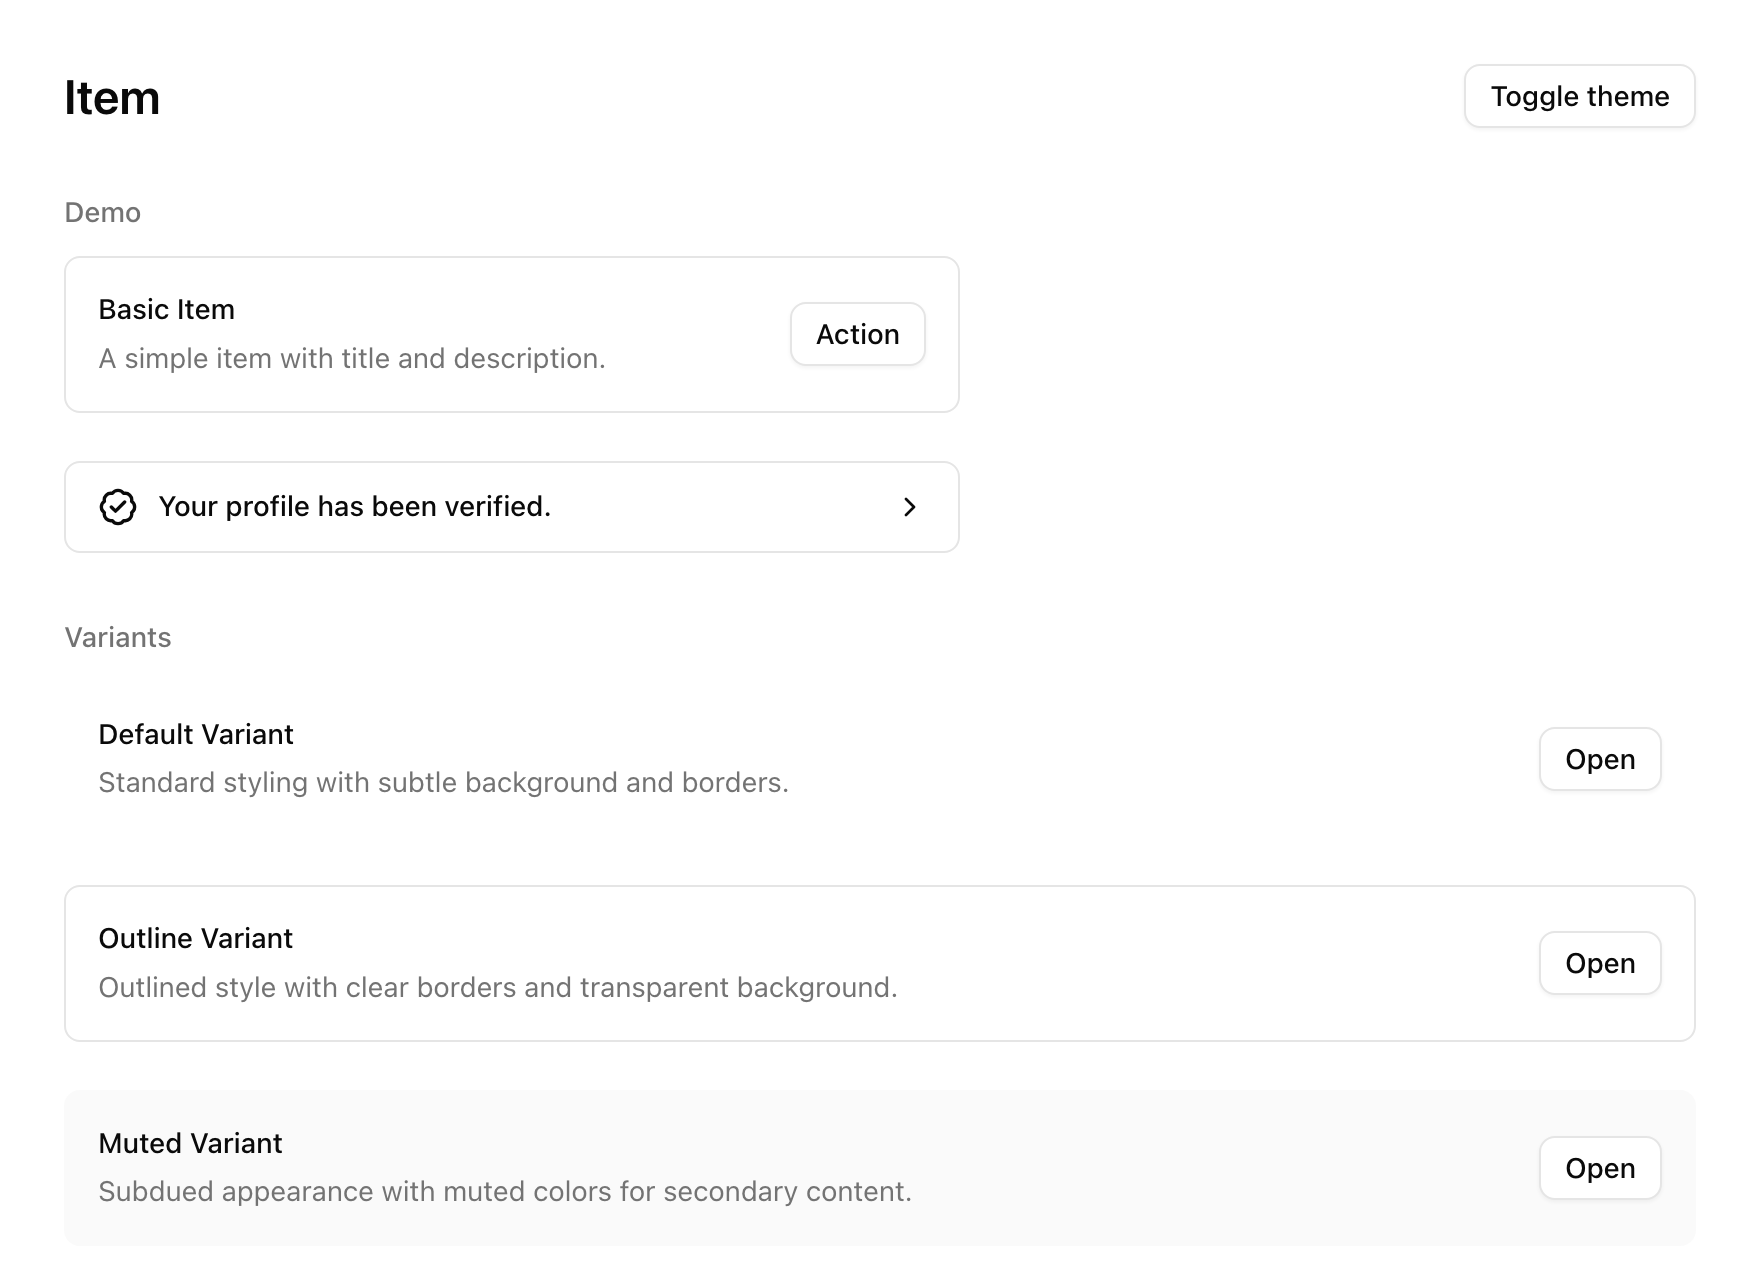 Item
Toggle theme
Demo
Basic Item
A simple item with title and description.
Action
Your profile has been verified.
Variants
Default Variant
Standard styling with subtle background and borders.
Open
Outline Variant
Outlined style with clear borders and transparent background.
Open
Muted Variant
Subdued appearance with muted colors for secondary content.
Open